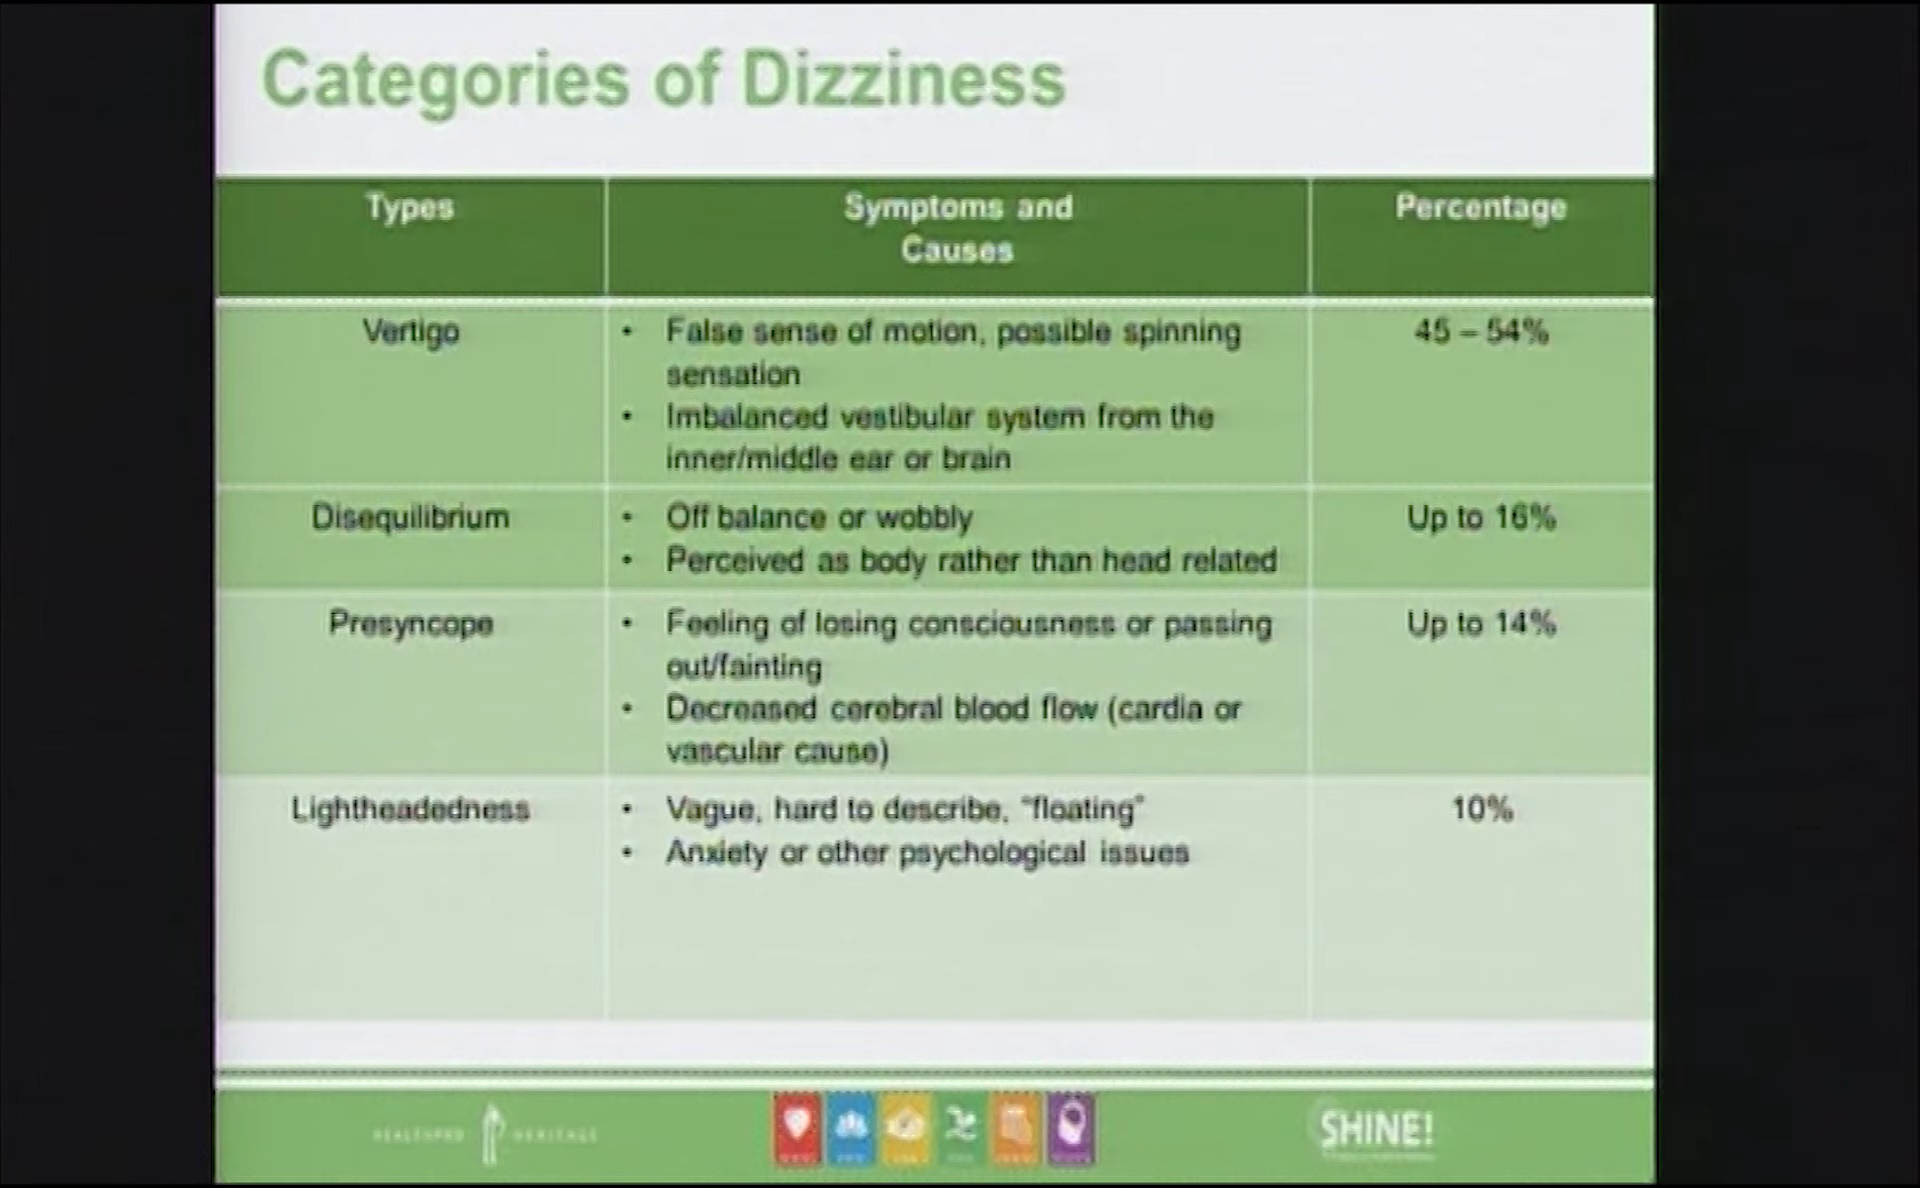 Categories of Dizziness
Types
Symptoms and
Causes
Percentage
Vertigo
• False sense of motion, possible spinning
sensation
• Imbalanced vestibular system from the
inner/middle ear or brain
45 – 54%
Disequilibrium
• Off balance or wobbly
• Perceived as body rather than head related
Up to 16%
Presyncope
• Feeling of losing consciousness or passing
out/fainting
• Decreased cerebral blood flow (cardia or
vascular cause)
Up to 14%
Lightheadedness
• Vague, hard to describe, "floating"
• Anxiety or other psychological issues
10%
HEALTHPRO HERITAGE
SHINE!